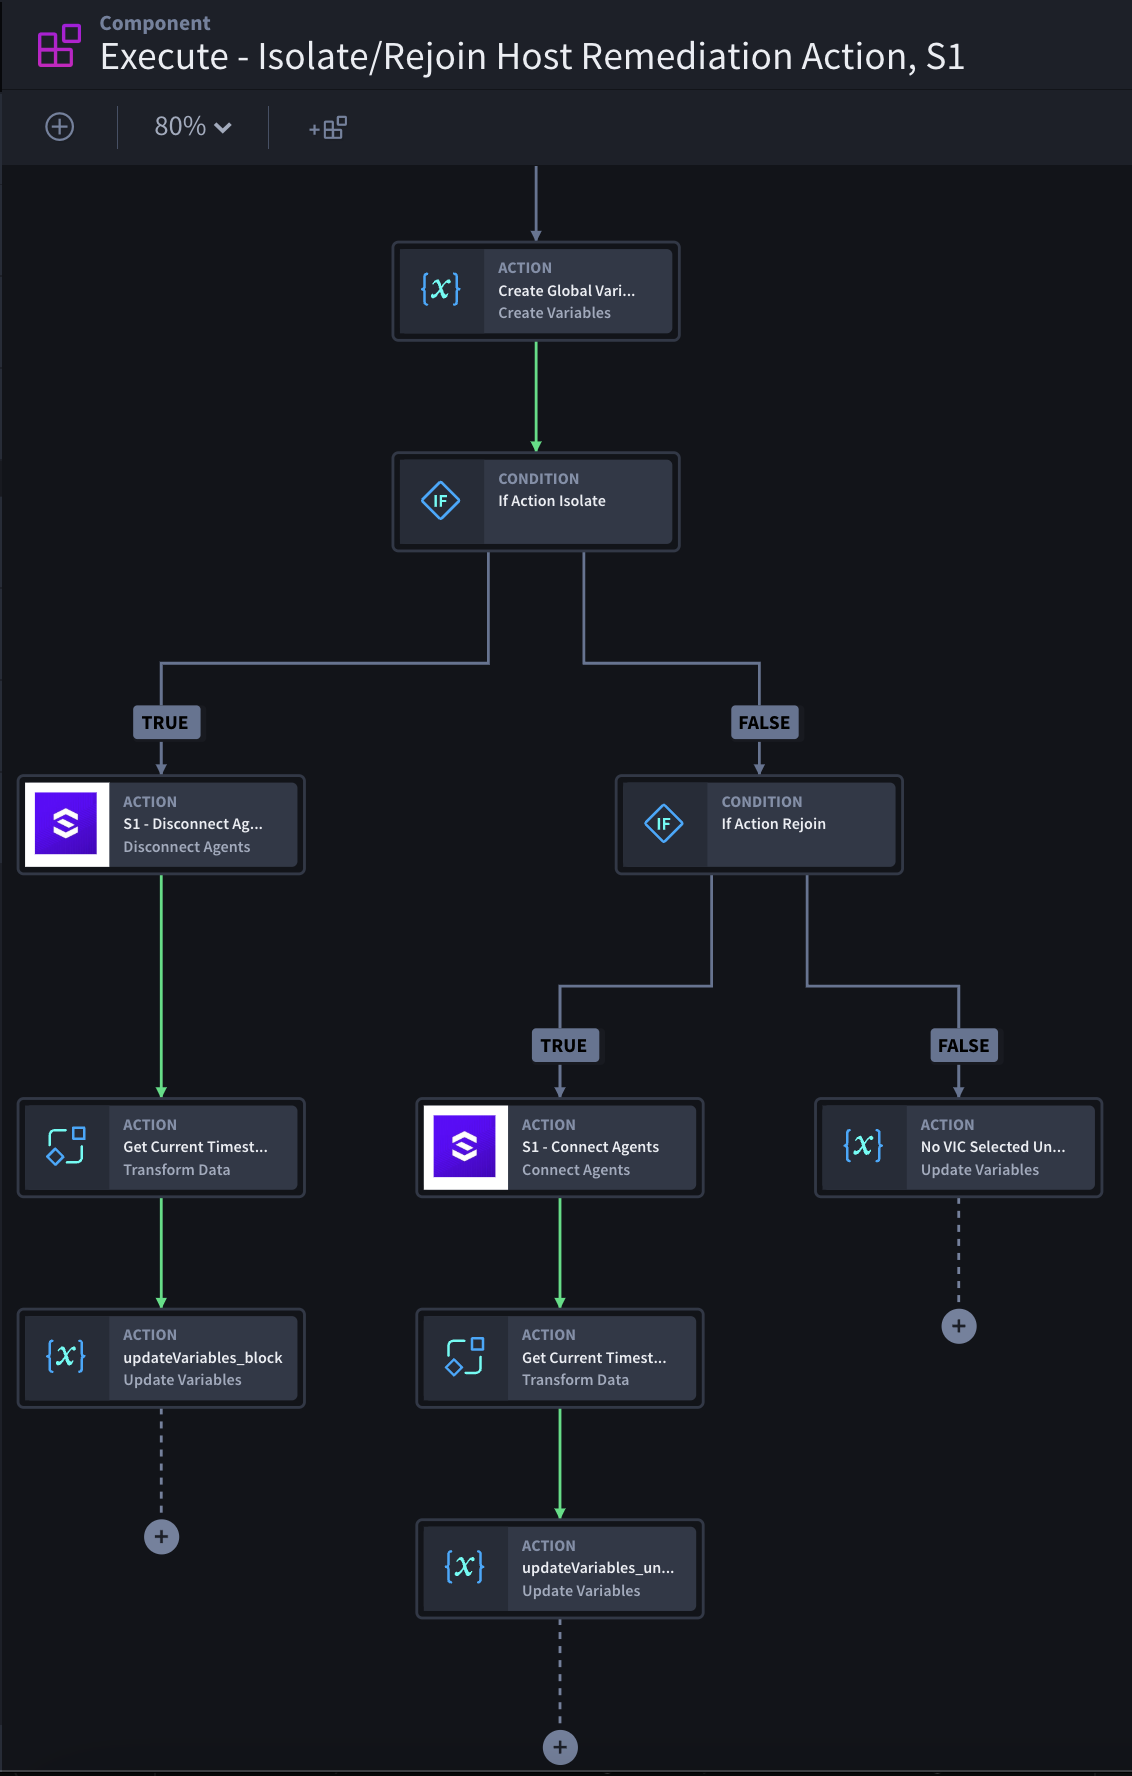 Component
Execute - Isolate/Rejoin Host Remediation Action, S1
80%
ACTION
{x}
Create Global Vari...
Create Variables
CONDITION
IF
If Action Isolate
TRUE
FALSE
ACTION
S1 - Disconnect Ag...
Disconnect Agents
CONDITION
IF
If Action Rejoin
TRUE
FALSE
ACTION
Get Current Timest...
Transform Data
ACTION
S1 - Connect Agents
Connect Agents
ACTION
{x}
No VIC Selected Un...
Update Variables
ACTION
{x}
updateVariables_block
Update Variables
ACTION
Get Current Timest...
Transform Data
ACTION
{x}
updateVariables_un...
Update Variables